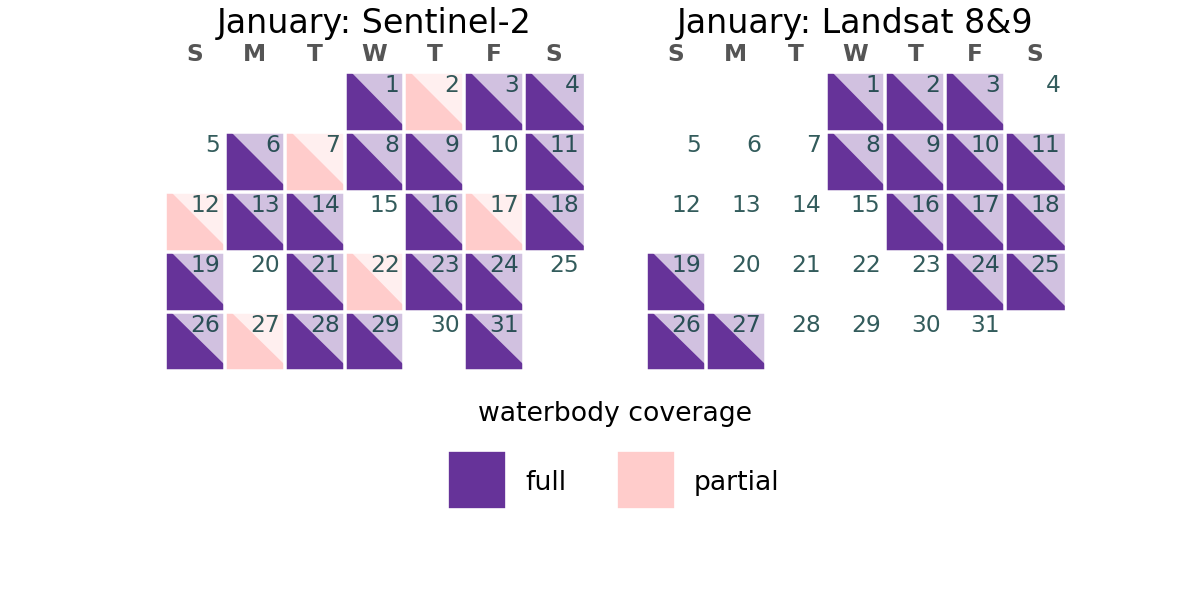 January: Sentinel-2
S M T W T F S
1 2 3 4
5 6 7 8 9 10 11
12 13 14 15 16 17 18
19 20 21 22 23 24 25
26 27 28 29 30 31
January: Landsat 8&9
S M T W T F S
1 2 3 4
5 6 7 8 9 10 11
12 13 14 15 16 17 18
19 20 21 22 23 24 25
26 27 28 29 30 31
waterbody coverage
full partial